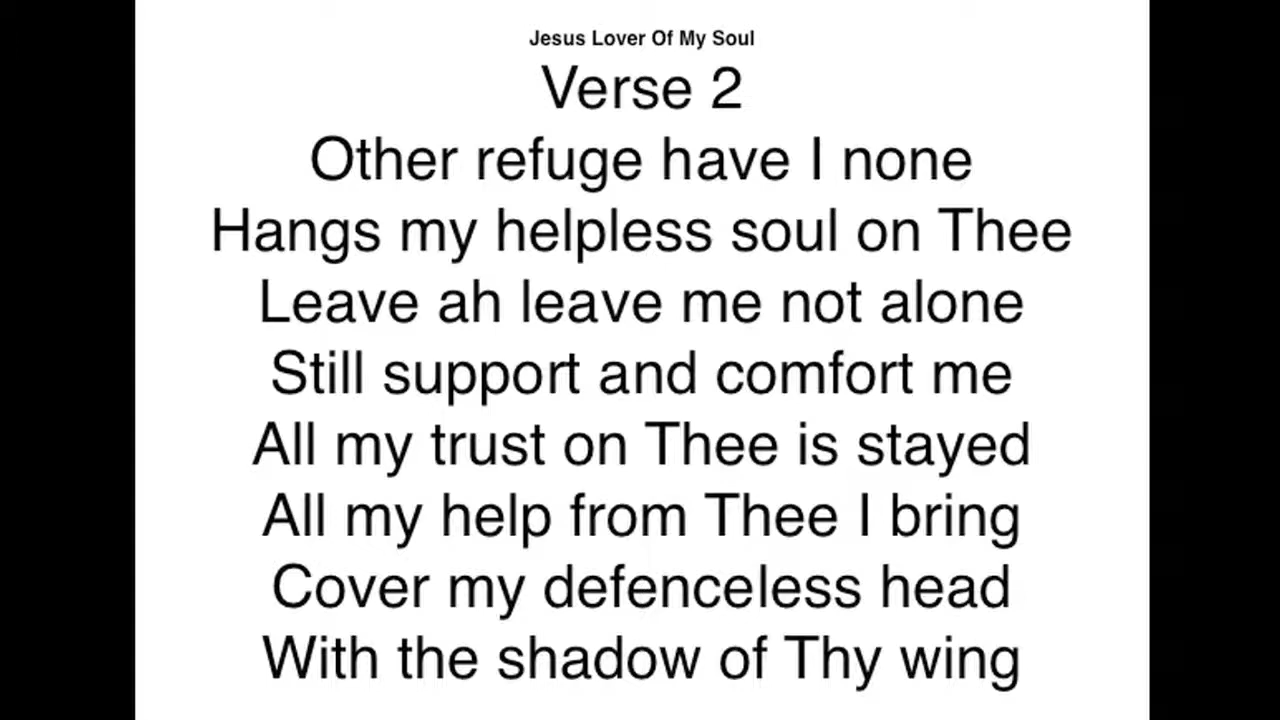 Jesus Lover Of My Soul
Verse 2
Other refuge have I none
Hangs my helpless soul on Thee
Leave ah leave me not alone
Still support and comfort me
All my trust on Thee is stayed
All my help from Thee I bring
Cover my defenceless head
With the shadow of Thy wing